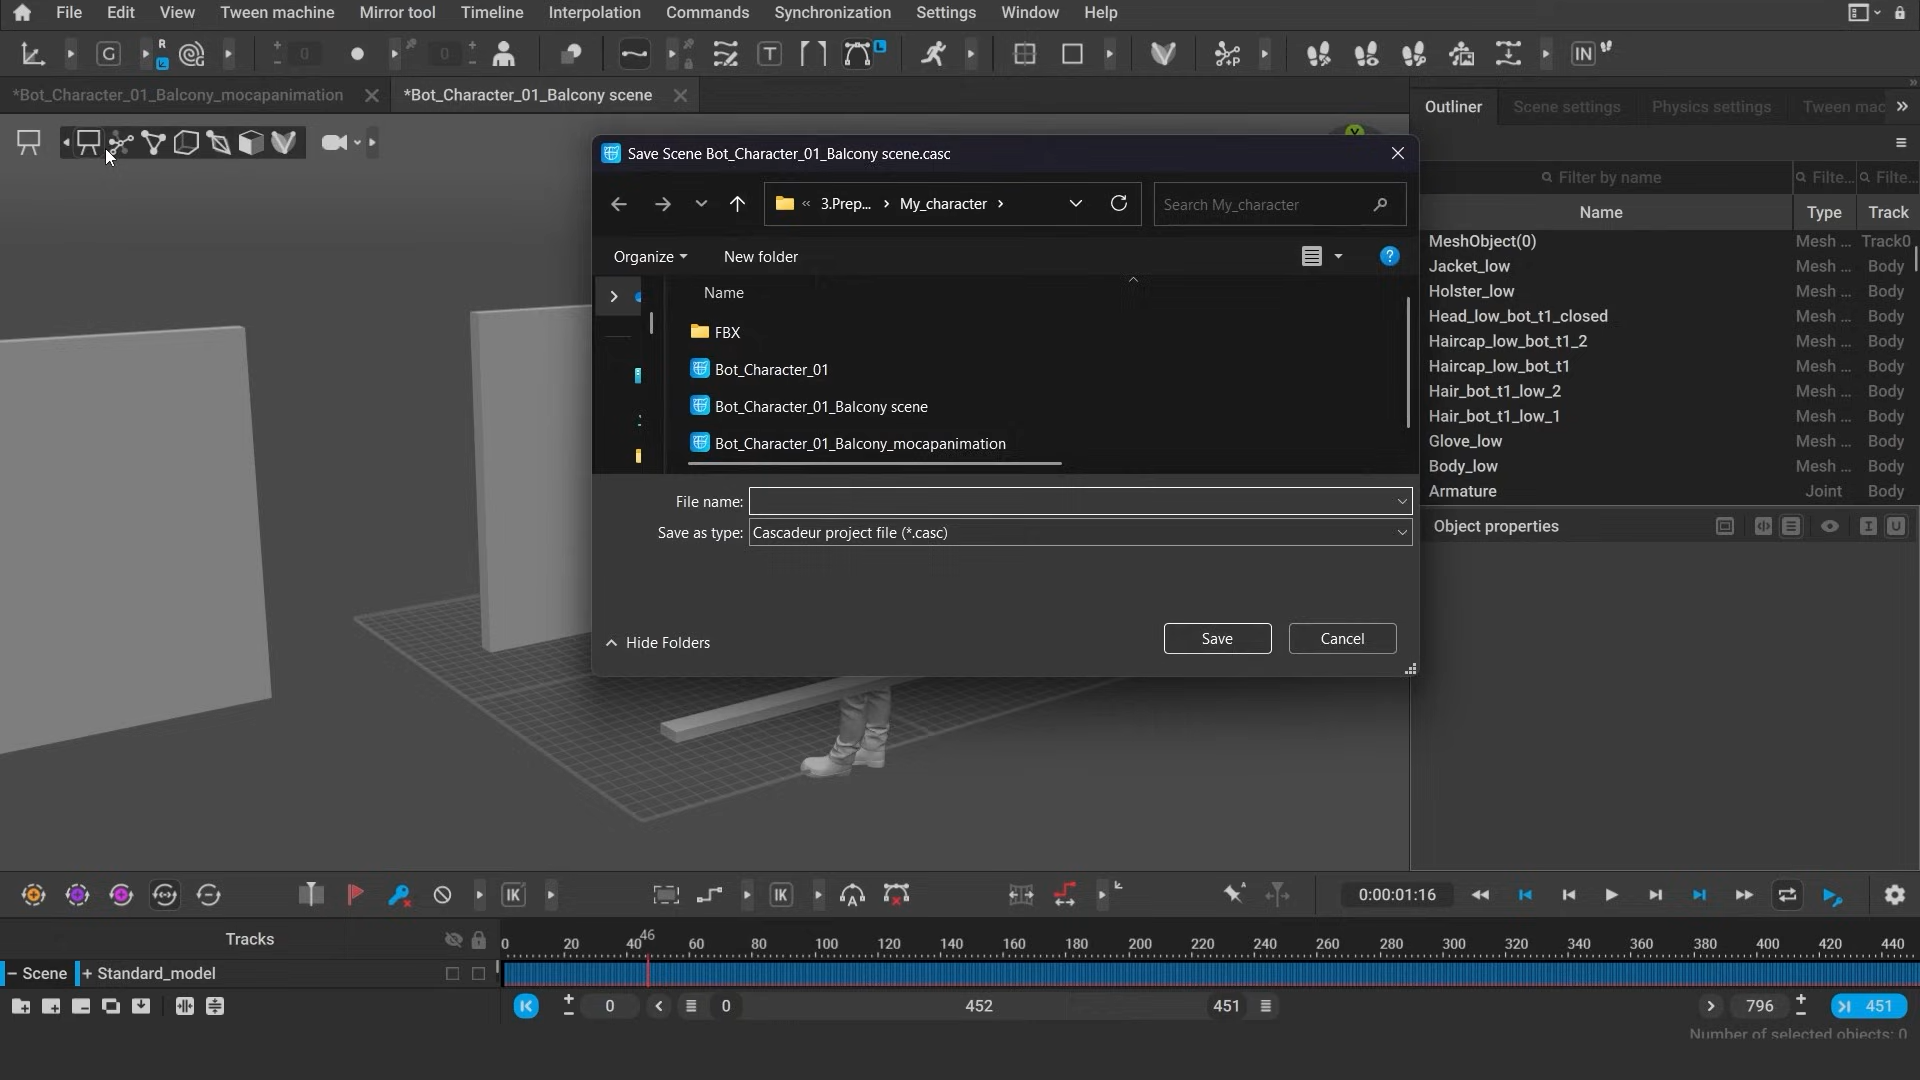 File Edit View Tween machine Mirror tool Timeline Interpolation Commands Synchronization Settings Window Help
G R 0 0 T L IN
*Bot_Character_01_Balcony_mocapanimation *Bot_Character_01_Balcony scene
Outliner Scene settings Physics settings Tween mac
Y
Save Scene Bot_Character_01_Balcony scene.casc
3.Prep... My_character
Search My_character
Organize New folder
Name
FBX
Bot_Character_01
Bot_Character_01_Balcony scene
Bot_Character_01_Balcony_mocapanimation
File name:
Save as type: Cascadeur project file (*.casc)
Hide Folders
Save Cancel
Filter by name Filte... Filte...
Name Type Track
MeshObject(0) Mesh ... Track0
Jacket_low Mesh ... Body
Holster_low Mesh ... Body
Head_low_bot_t1_closed Mesh ... Body
Haircap_low_bot_t1_2 Mesh ... Body
Haircap_low_bot_t1 Mesh ... Body
Hair_bot_t1_low_2 Mesh ... Body
Hair_bot_t1_low_1 Mesh ... Body
Glove_low Mesh ... Body
Body_low Mesh ... Body
Armature Joint Body
Object properties
I U
IK IK A A 0:00:01:16
Tracks
0 20 40 46 60 80 100 120 140 160 180 200 220 240 260 280 300 320 340 360 380 400 420 440
Scene + Standard_model
0 0 452 451 796 451
Number of selected objects: 0